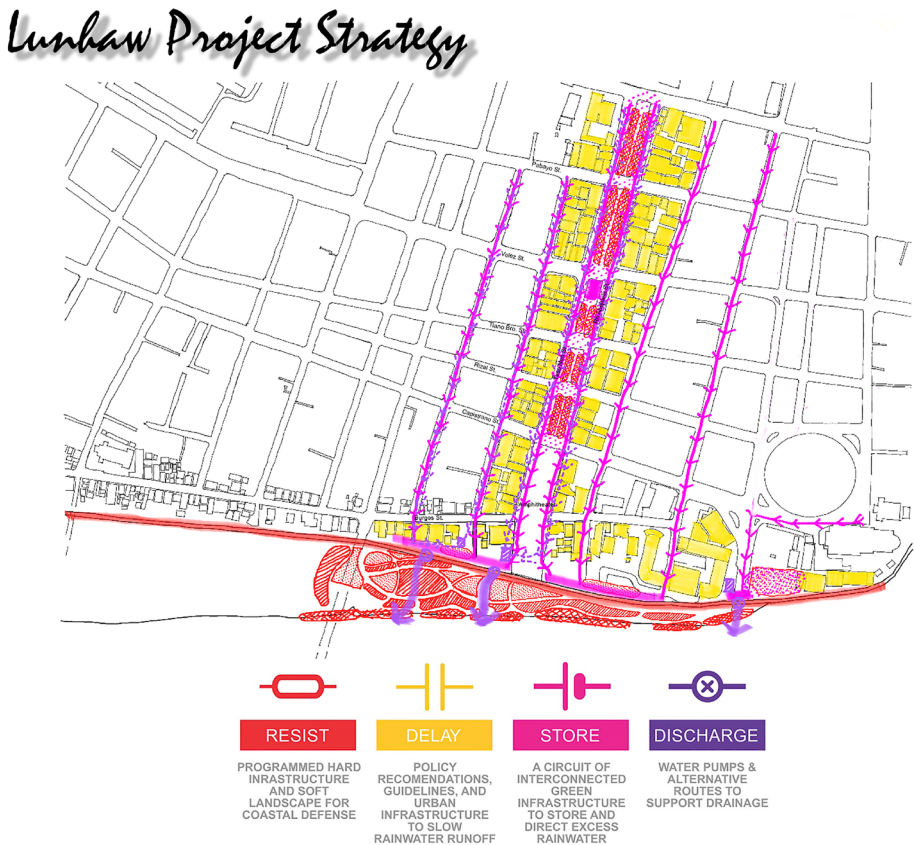 Lunhaw Project Strategy
Pabayo St.
Velez St.
Tiano Bro. St.
Rizal St.
Capistrano St.
Amphitheater
Burgos St.
RESIST
DELAY
STORE
DISCHARGE
PROGRAMMED HARD
INRASTRUCTURE
AND SOFT
LANDSCAPE FOR
COASTAL DEFENSE
POLICY
RECOMENDATIONS,
GUIDELINES, AND
URBAN
INFRASTRUCTURE
TO SLOW
RAINWATER RUNOFF
A CIRCUIT OF
INTERCONNECTED
GREEN
INFRASTRUCTURE
TO STORE AND
DIRECT EXCESS
RAINWATER
WATER PUMPS &
ALTERNATIVE
ROUTES TO
SUPPORT DRAINAGE